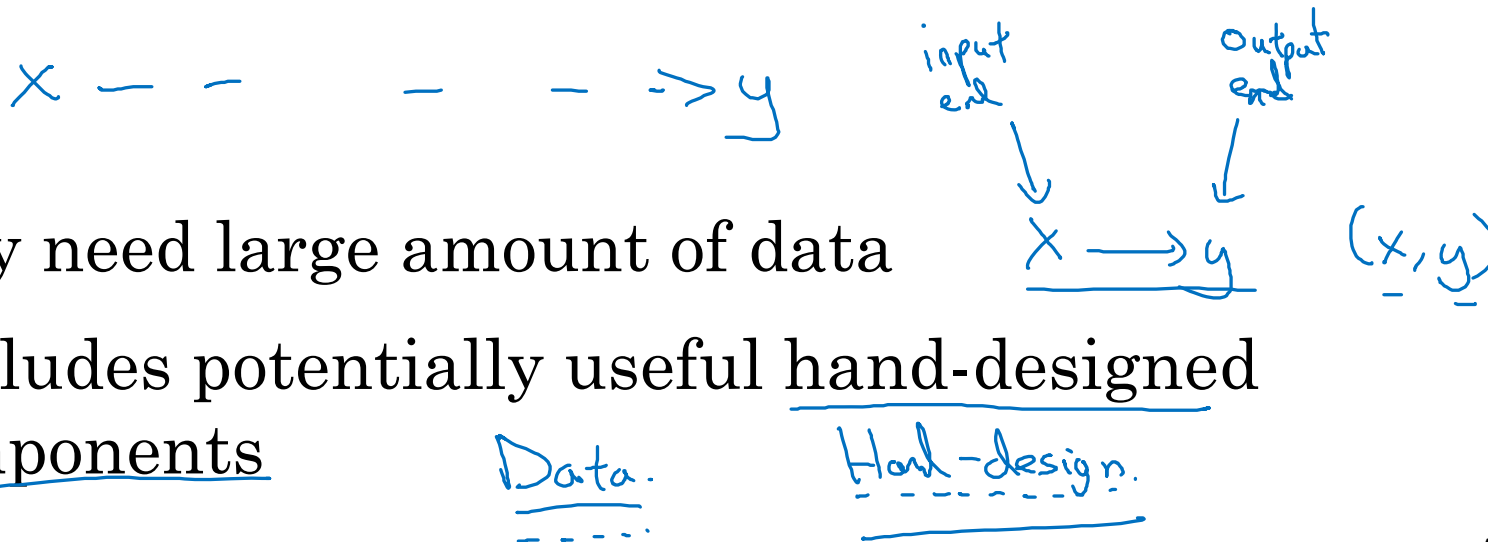 x - - - - -> y
input end
output end
y need large amount of data
x → y
(x, y)
ludes potentially useful hand-designed
ponents
Data.
Hand-design.